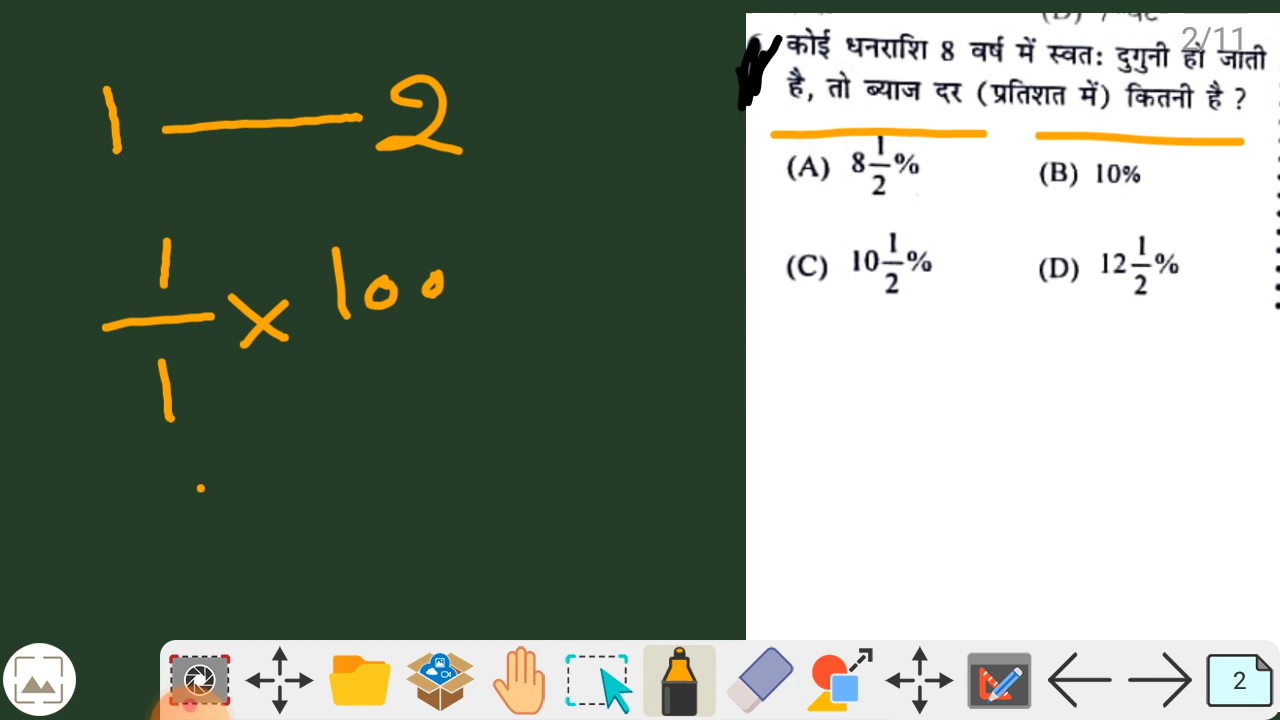 1 — 2
1/1 × 100
2/11
कोई धनराशि 8 वर्ष में स्वत: दुगुनी हो जाती
है, तो ब्याज दर (प्रतिशत में) कितनी है ?
(A) 8 1/2 %
(B) 10%
(C) 10 1/2 %
(D) 12 1/2 %
2